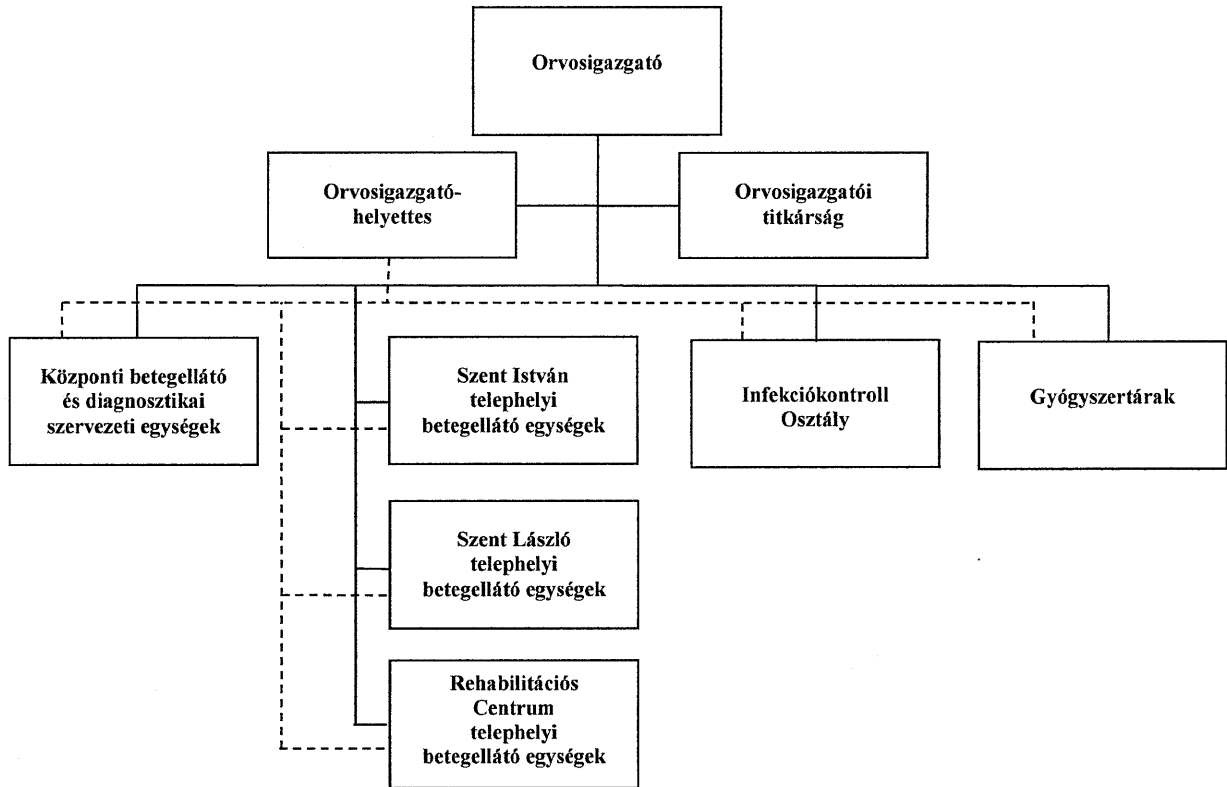 Orvosigazgató
Orvosigazgató-
helyettes
Orvosigazgatói
titkárság
Központi betegellátó
és diagnosztikai
szervezeti egységek
Szent István
telephelyi
betegellátó egységek
Infekciókontroll
Osztály
Gyógyszertárak
Szent László
telephelyi
betegellátó egységek
Rehabilitációs
Centrum
telephelyi
betegellátó egységek